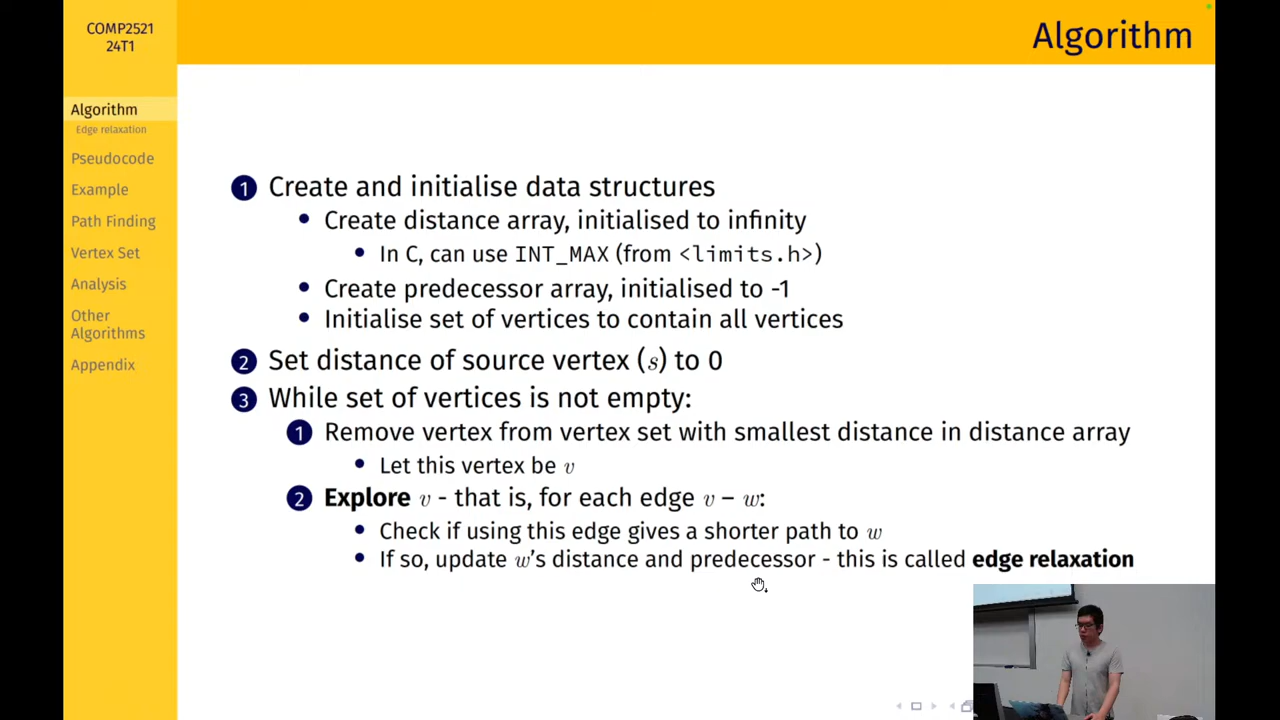 COMP2521
24T1
Algorithm
Algorithm
Edge relaxation
Pseudocode
Example
Path Finding
Vertex Set
Analysis
Other
Algorithms
Appendix
1 Create and initialise data structures
• Create distance array, initialised to infinity
• In C, can use INT_MAX (from <limits.h>)
• Create predecessor array, initialised to -1
• Initialise set of vertices to contain all vertices
2 Set distance of source vertex (s) to 0
3 While set of vertices is not empty:
1 Remove vertex from vertex set with smallest distance in distance array
• Let this vertex be v
2 Explore v - that is, for each edge v – w:
• Check if using this edge gives a shorter path to w
• If so, update w's distance and predecessor - this is called edge relaxation